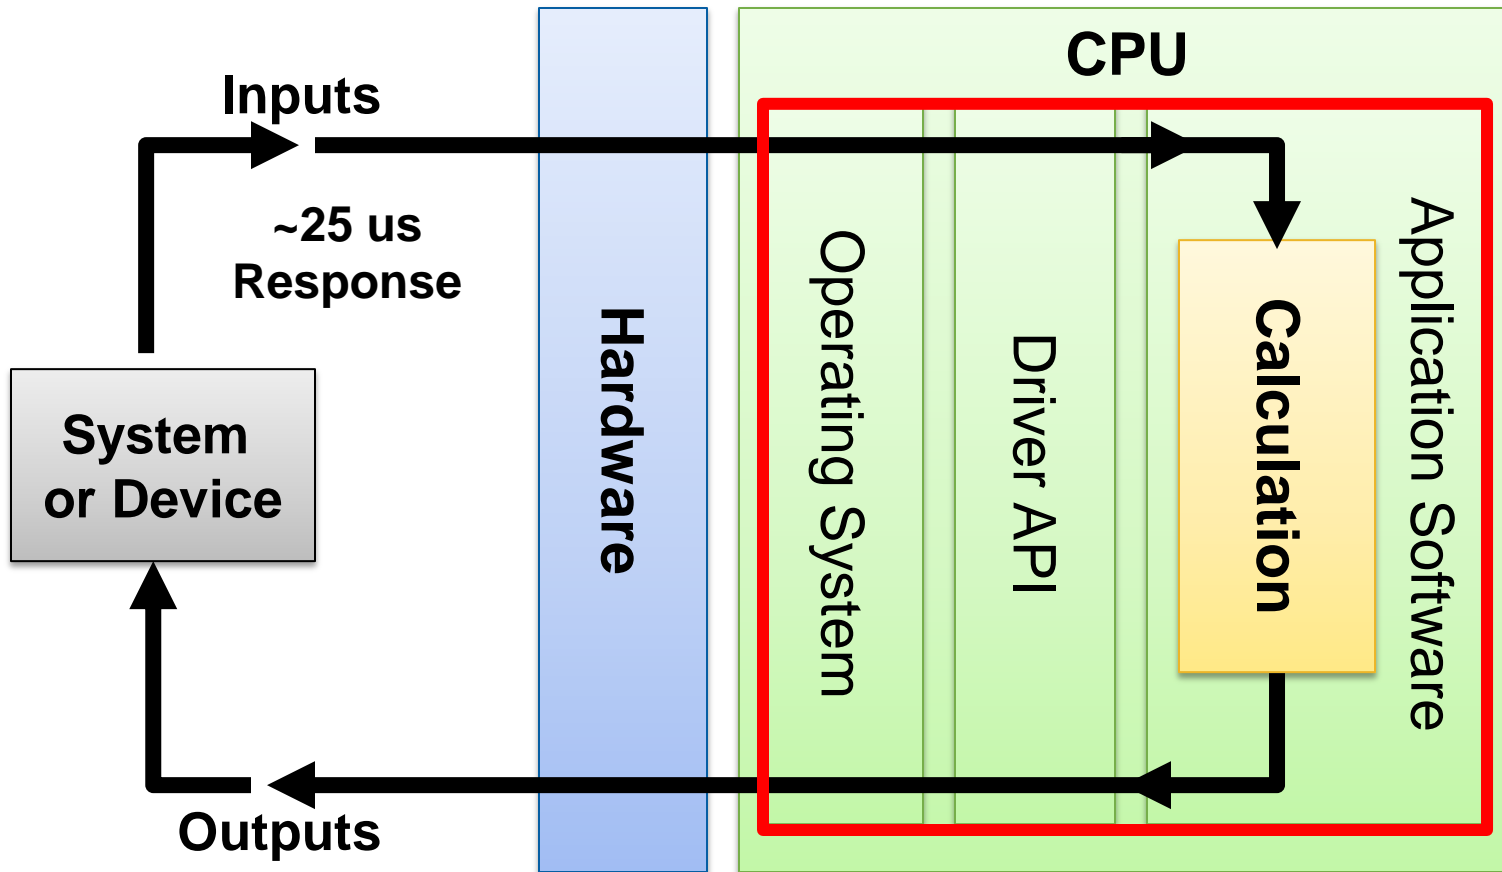 CPU
Inputs
~25 us
Response
System
or Device
Hardware
Operating System
Driver API
Calculation
Application Software
Outputs